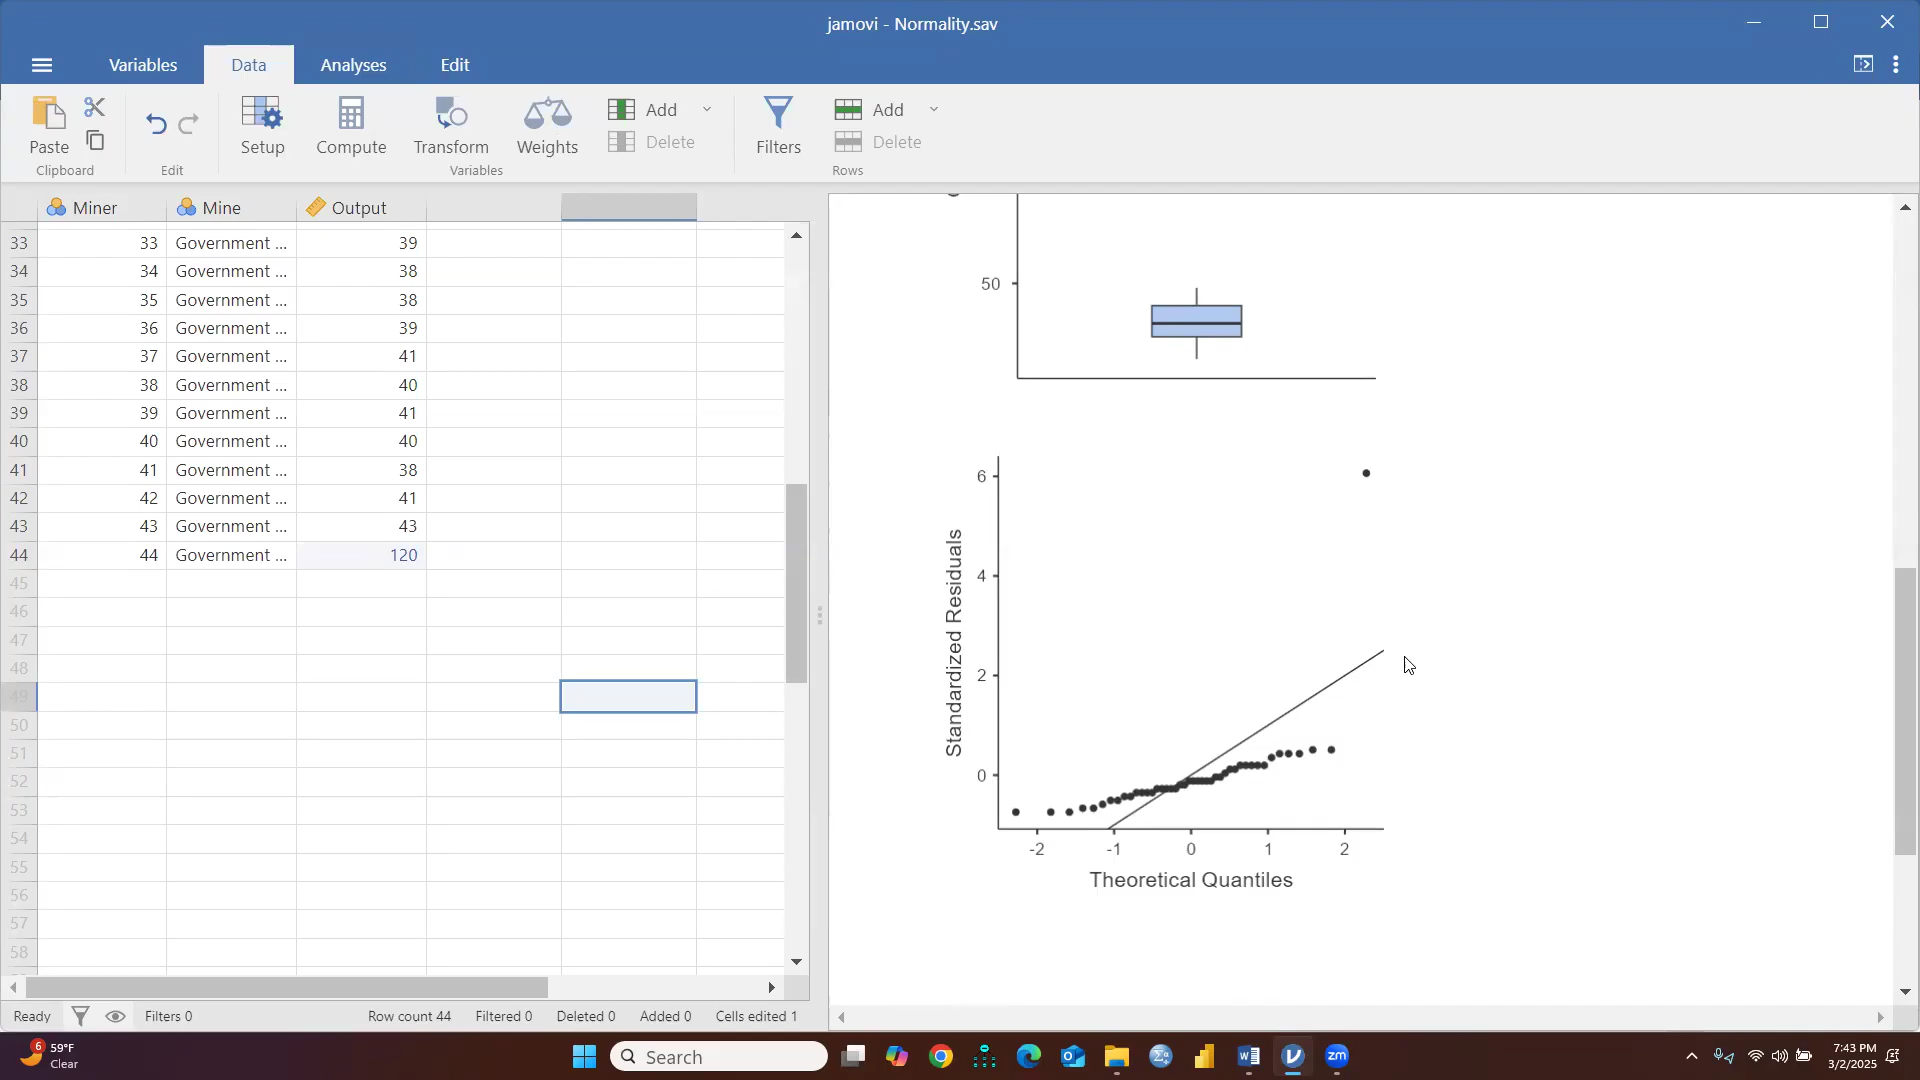 jamovi - Normality.sav
Variables Data Analyses Edit
Paste
Clipboard
Edit
Setup Compute Transform Weights
Add
Delete
Variables
Filters
Add
Delete
Rows
Miner Mine Output
33 33 Government ... 39
34 34 Government ... 38
35 35 Government ... 38
36 36 Government ... 39
37 37 Government ... 41
38 38 Government ... 40
39 39 Government ... 41
40 40 Government ... 40
41 41 Government ... 38
42 42 Government ... 41
43 43 Government ... 43
44 44 Government ... 120
45
46
47
48
49
50
51
52
53
54
55
56
57
58
50
6
4
2
0
Standardized Residuals
-2 -1 0 1 2
Theoretical Quantiles
Ready Filters 0 Row count 44 Filtered 0 Deleted 0 Added 0 Cells edited 1
6
59°F
Clear
Search
zm
7:43 PM
3/2/2025